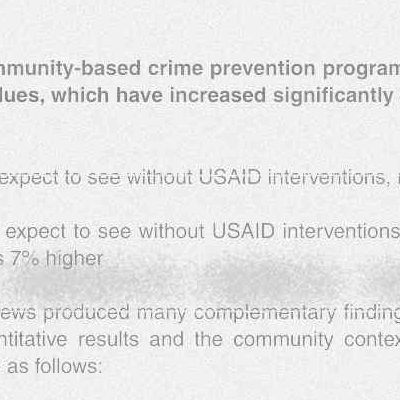 mmunity-based crime prevention program
lues, which have increased significantly
expect to see without USAID interventions,
expect to see without USAID interventions
s 7% higher
ews produced many complementary finding
ntitative results and the community contex
as follows: